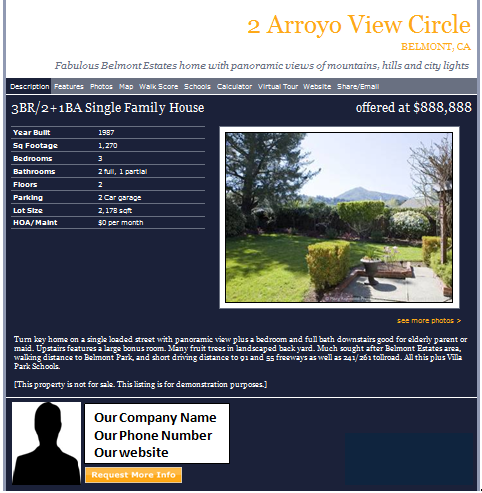 2 Arroyo View Circle
BELMONT, CA
Fabulous Belmont Estates home with panoramic views of mountains, hills and city lights
Description Features Photos Map Walk Score Schools Calculator Virtual Tour Website Share/Email
3BR/2+1BA Single Family House offered at $888,888
Year Built 1987
Sq Footage 1,270
Bedrooms 3
Bathrooms 2 full, 1 partial
Floors 2
Parking 2 Car garage
Lot Size 2,178 sqft
HOA/Maint $0 per month
see more photos >
Turn key home on a single loaded street with panoramic view plus a bedroom and full bath downstairs good for elderly parent or
maid. Upstairs features a large bonus room. Many fruit trees in landscaped back yard. Much sought after Belmont Estates area,
walking distance to Belmont Park, and short driving distance to 91 and 55 freeways as well as 241/261 tollroad. All this plus Villa
Park Schools.
[This property is not for sale. This listing is for demonstration purposes.]
Our Company Name
Our Phone Number
Our website
Request More Info